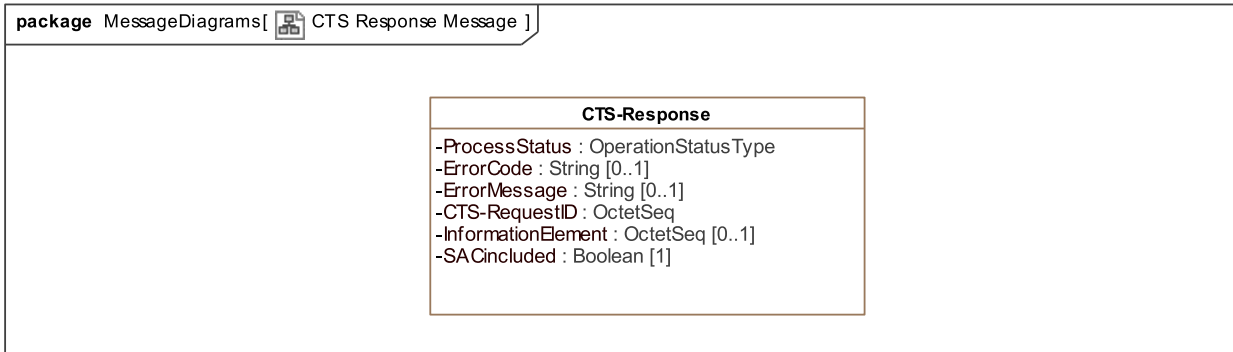 package MessageDiagrams[ CTS Response Message ]
CTS-Response
-ProcessStatus : OperationStatusType
-ErrorCode : String [0..1]
-ErrorMessage : String [0..1]
-CTS-RequestID : OctetSeq
-InformationElement : OctetSeq [0..1]
-SACincluded : Boolean [1]